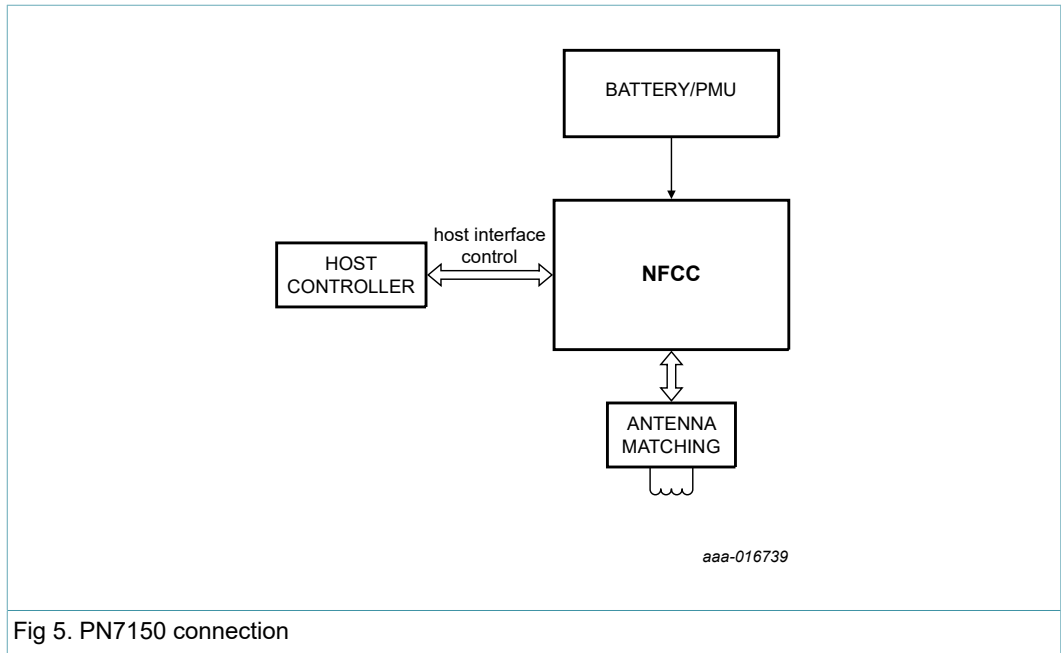 BATTERY/PMU
host interface
control
HOST
CONTROLLER
NFCC
ANTENNA
MATCHING
aaa-016739
Fig 5. PN7150 connection